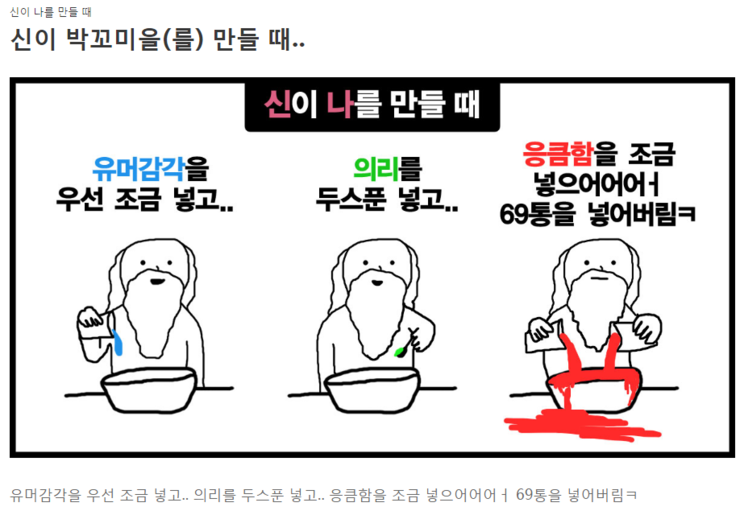 신이 나를 만들 때
신이 박꼬미을(를) 만들 때..
신이 나를 만들 때
유머감각을
우선 조금 넣고..
의리를
두스푼 넣고..
응큼함을 조금
넣으어어어ㅓ
69통을 넣어버림ㅋ
유머감각을 우선 조금 넣고.. 의리를 두스푼 넣고.. 응큼함을 조금 넣으어어어ㅓ 69통을 넣어버림ㅋ